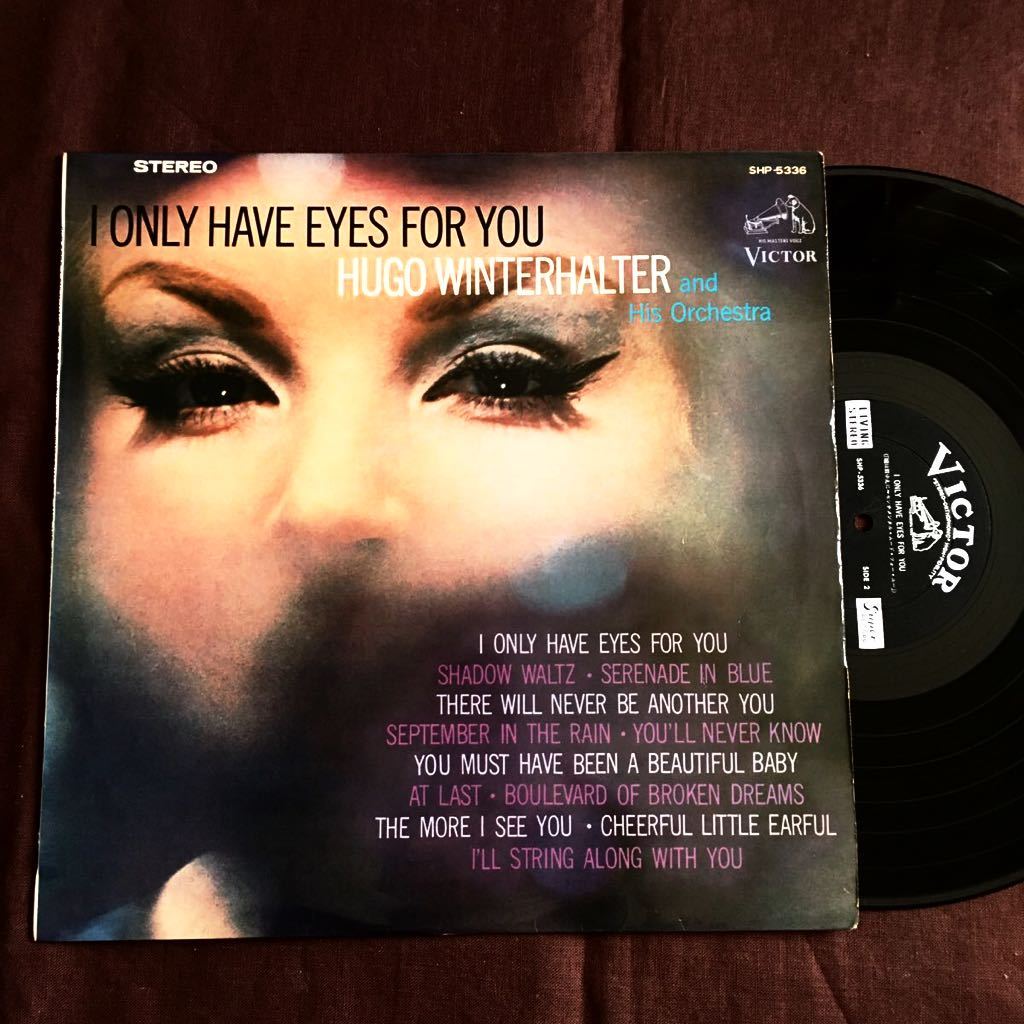 STEREO
SHP-5336
I ONLY HAVE EYES FOR YOU
HUGO WINTERHALTER and
His Orchestra
HIS MASTERS VOICE
VICTOR
I ONLY HAVE EYES FOR YOU
SHADOW WALTZ • SERENADE IN BLUE
THERE WILL NEVER BE ANOTHER YOU
SEPTEMBER IN THE RAIN • YOU'LL NEVER KNOW
YOU MUST HAVE BEEN A BEAUTIFUL BABY
AT LAST • BOULEVARD OF BROKEN DREAMS
THE MORE I SEE YOU • CHEERFUL LITTLE EARFUL
I'LL STRING ALONG WITH YOU
VICTOR
I ONLY HAVE EYES FOR YOU
LIVING
STEREO
SHP-5336
SIDE 2
Super